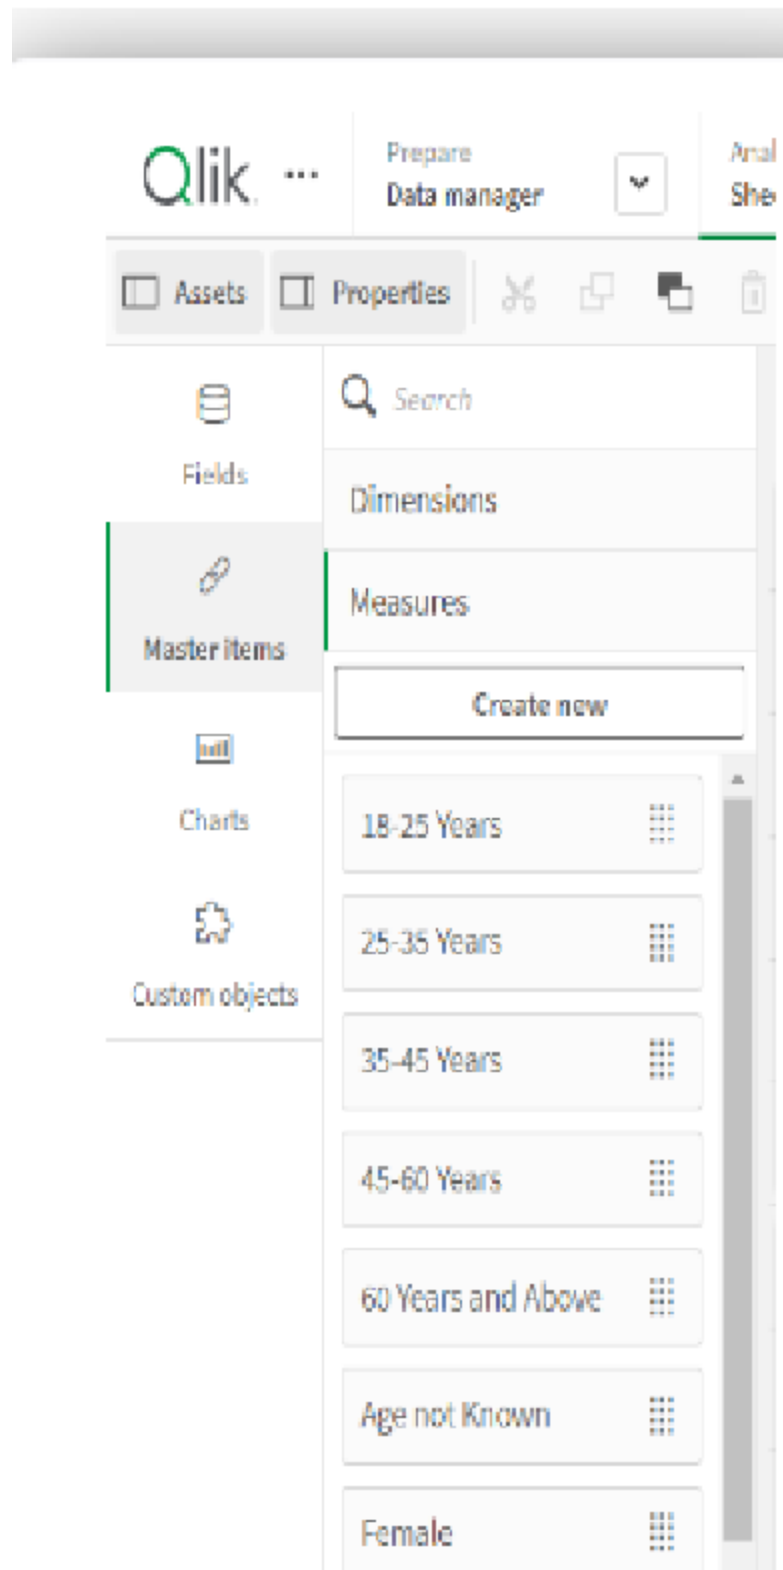 Qlik
Prepare
Data manager
Assets
Properties
Fields
Search
Dimensions
Master items
Measures
Create new
Charts
18-25 Years
25-35 Years
Custom objects
35-45 Years
45-60 Years
60 Years and Above
Age not Known
Female